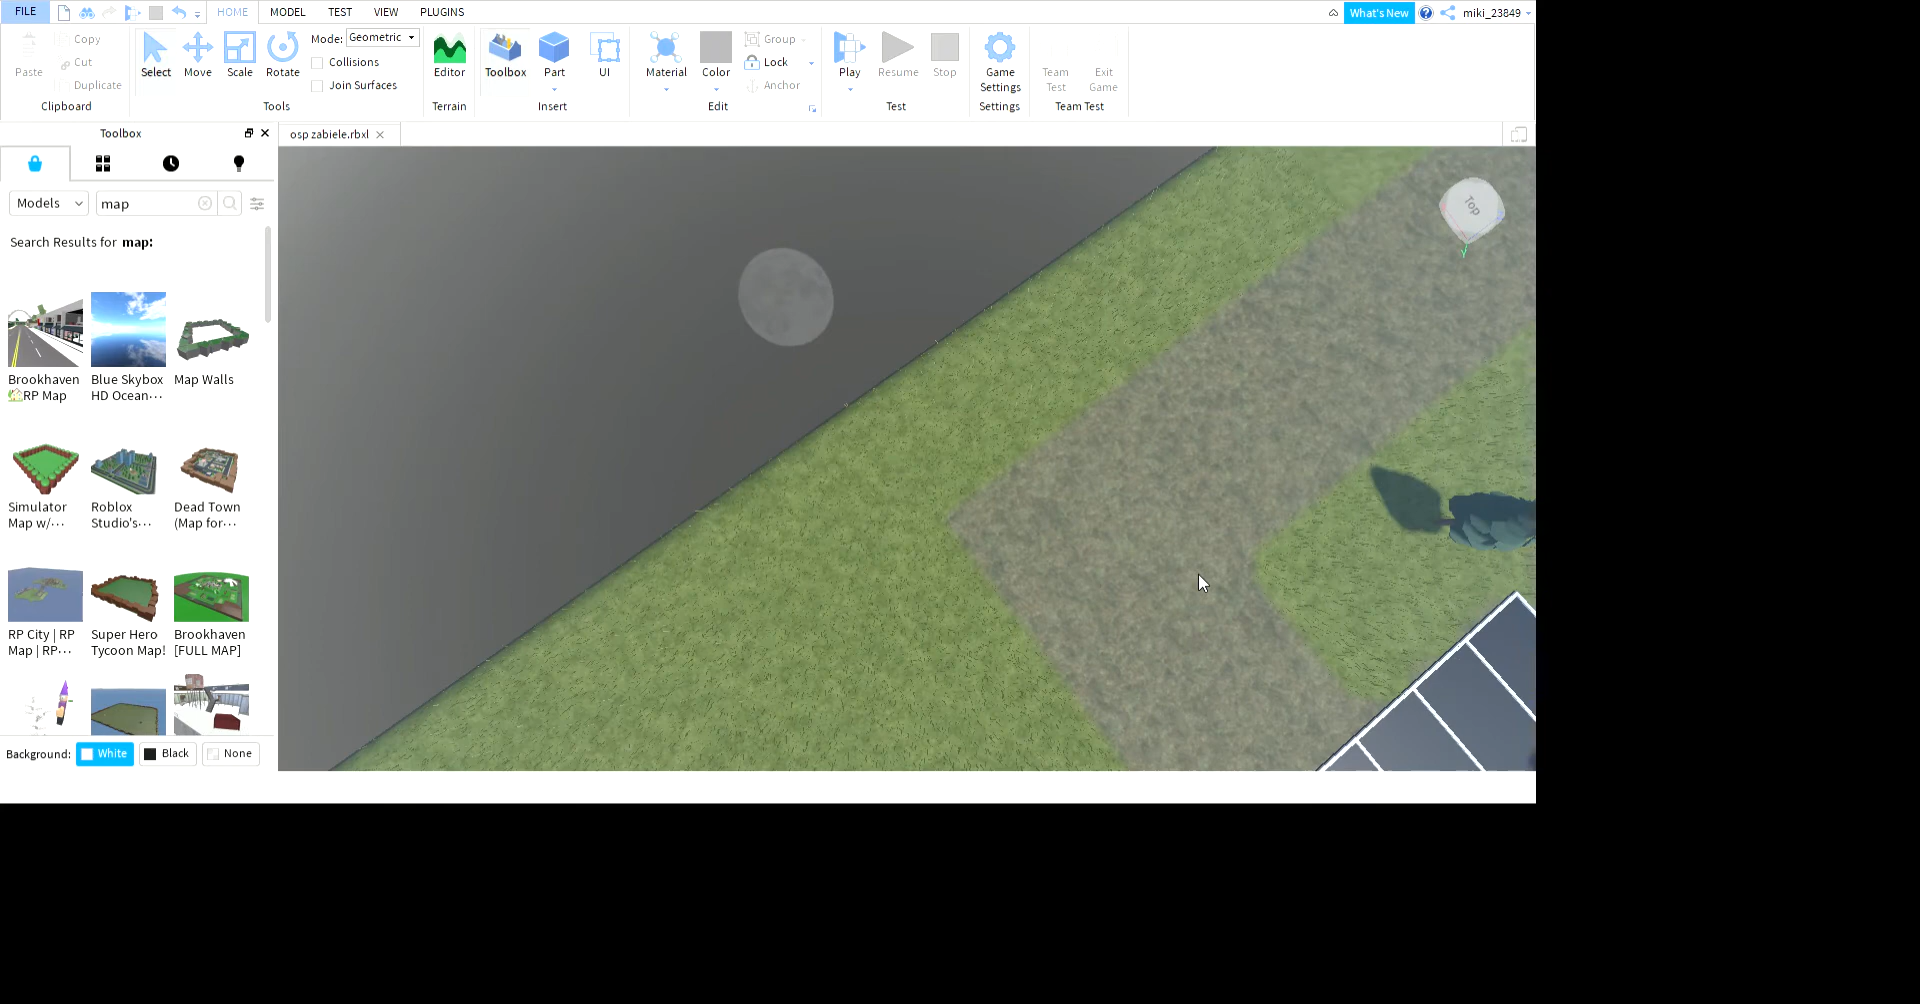 FILE HOME MODEL TEST VIEW PLUGINS What's New miki_23849
Paste Copy Cut Duplicate Clipboard
Select Move Scale Rotate Mode: Geometric Collisions Join Surfaces Tools
Editor Terrain
Toolbox Part UI Insert
Material Color Group Lock Anchor Edit
Play Resume Stop Test
Game Settings Settings
Team Test Exit Game Team Test
Toolbox
osp zabiele.rbxl
Models map
Search Results for map:
Brookhaven 🏡RP Map
Blue Skybox HD Ocean...
Map Walls
Simulator Map w/...
Roblox Studio's...
Dead Town (Map for...
RP City | RP Map | RP...
Super Hero Tycoon Map!
Brookhaven [FULL MAP]
Background: White Black None
Top